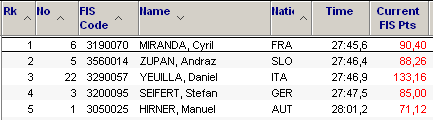 Rk No FIS Code Name Nati Time Current FIS Pts
1 6 3190070 MIRANDA, Cyril FRA 27:45,6 90,40
2 5 3560014 ZUPAN, Andraz SLO 27:46,4 88,26
3 22 3290057 YEUILLA, Daniel ITA 27:46,9 133,16
4 3 3200095 SEIFERT, Stefan GER 27:47,5 85,00
5 1 3050025 HIRNER, Manuel AUT 28:01,2 71,12